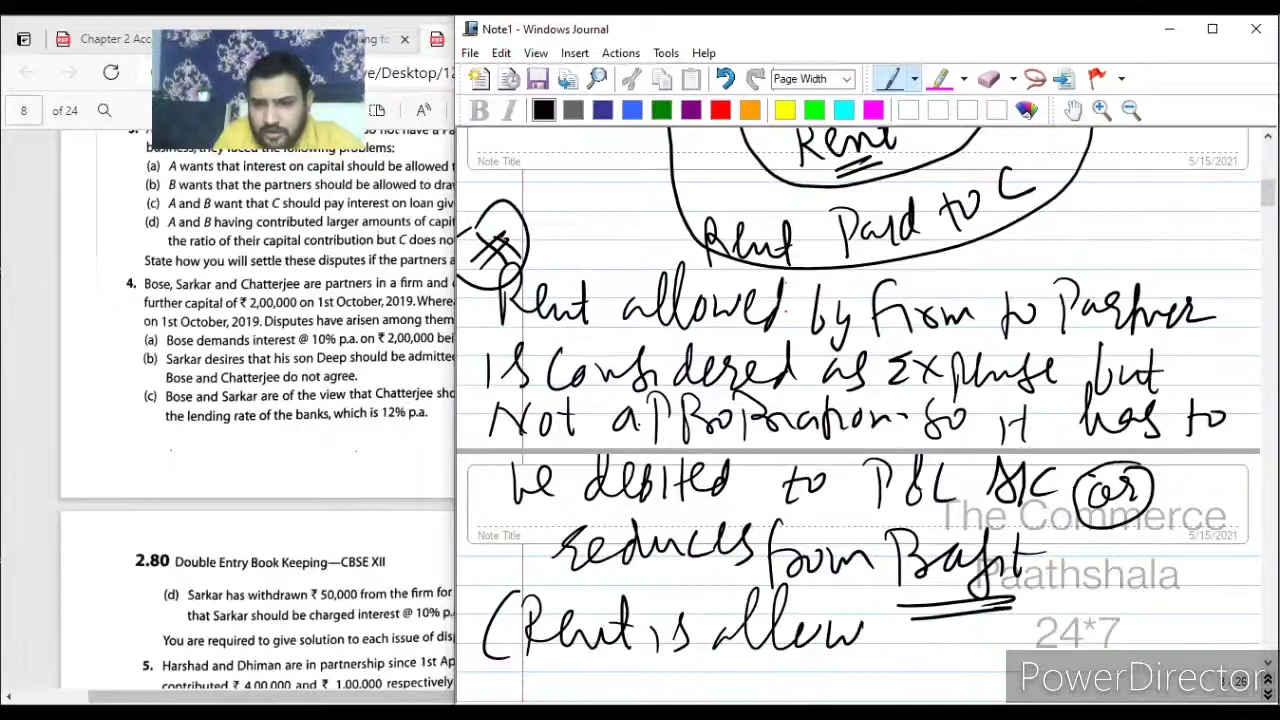 Chapter 2 Acc
ng fo
ve/Desktop/12
8 of 24
Note1 - Windows Journal
File Edit View Insert Actions Tools Help
Page Width
(a) A wants that interest on capital should be allowed t
(b) B wants that the partners should be allowed to dra
(c) A and B want that C should pay interest on loan giv
(d) A and B having contributed larger amounts of capi
the ratio of their capital contribution but C does no
State how you will settle these disputes if the partners a
4. Bose, Sarkar and Chatterjee are partners in a firm and
further capital of ₹ 2,00,000 on 1st October, 2019. Where
on 1st October, 2019. Disputes have arisen among them
(a) Bose demands interest @ 10% p.a. on ₹ 2,00,000 bei
(b) Sarkar desires that his son Deep should be admitted
Bose and Chatterjee do not agree.
(c) Bose and Sarkar are of the view that Chatterjee sho
the lending rate of the banks, which is 12% p.a.
2.80 Double Entry Book Keeping—CBSE XII
(d) Sarkar has withdrawn ₹ 50,000 from the firm for
that Sarkar should be charged interest @ 10% p.
You are required to give solution to each issue of dis
5. Harshad and Dhiman are in partnership since 1st Ap
contributed ₹ 4,00,000 and ₹ 1,00,000 respectively
Rent
Note Title 5/15/2021
Rent Paid to C
Rent allowed by firm to Partner
is considered as Expense but
Not appropriation. so it has to
be debited to P&L A/C or
Note Title 5/15/2021
reduces from
(Rent is allow
The Commerce
Paathshala
24*7
PowerDirector